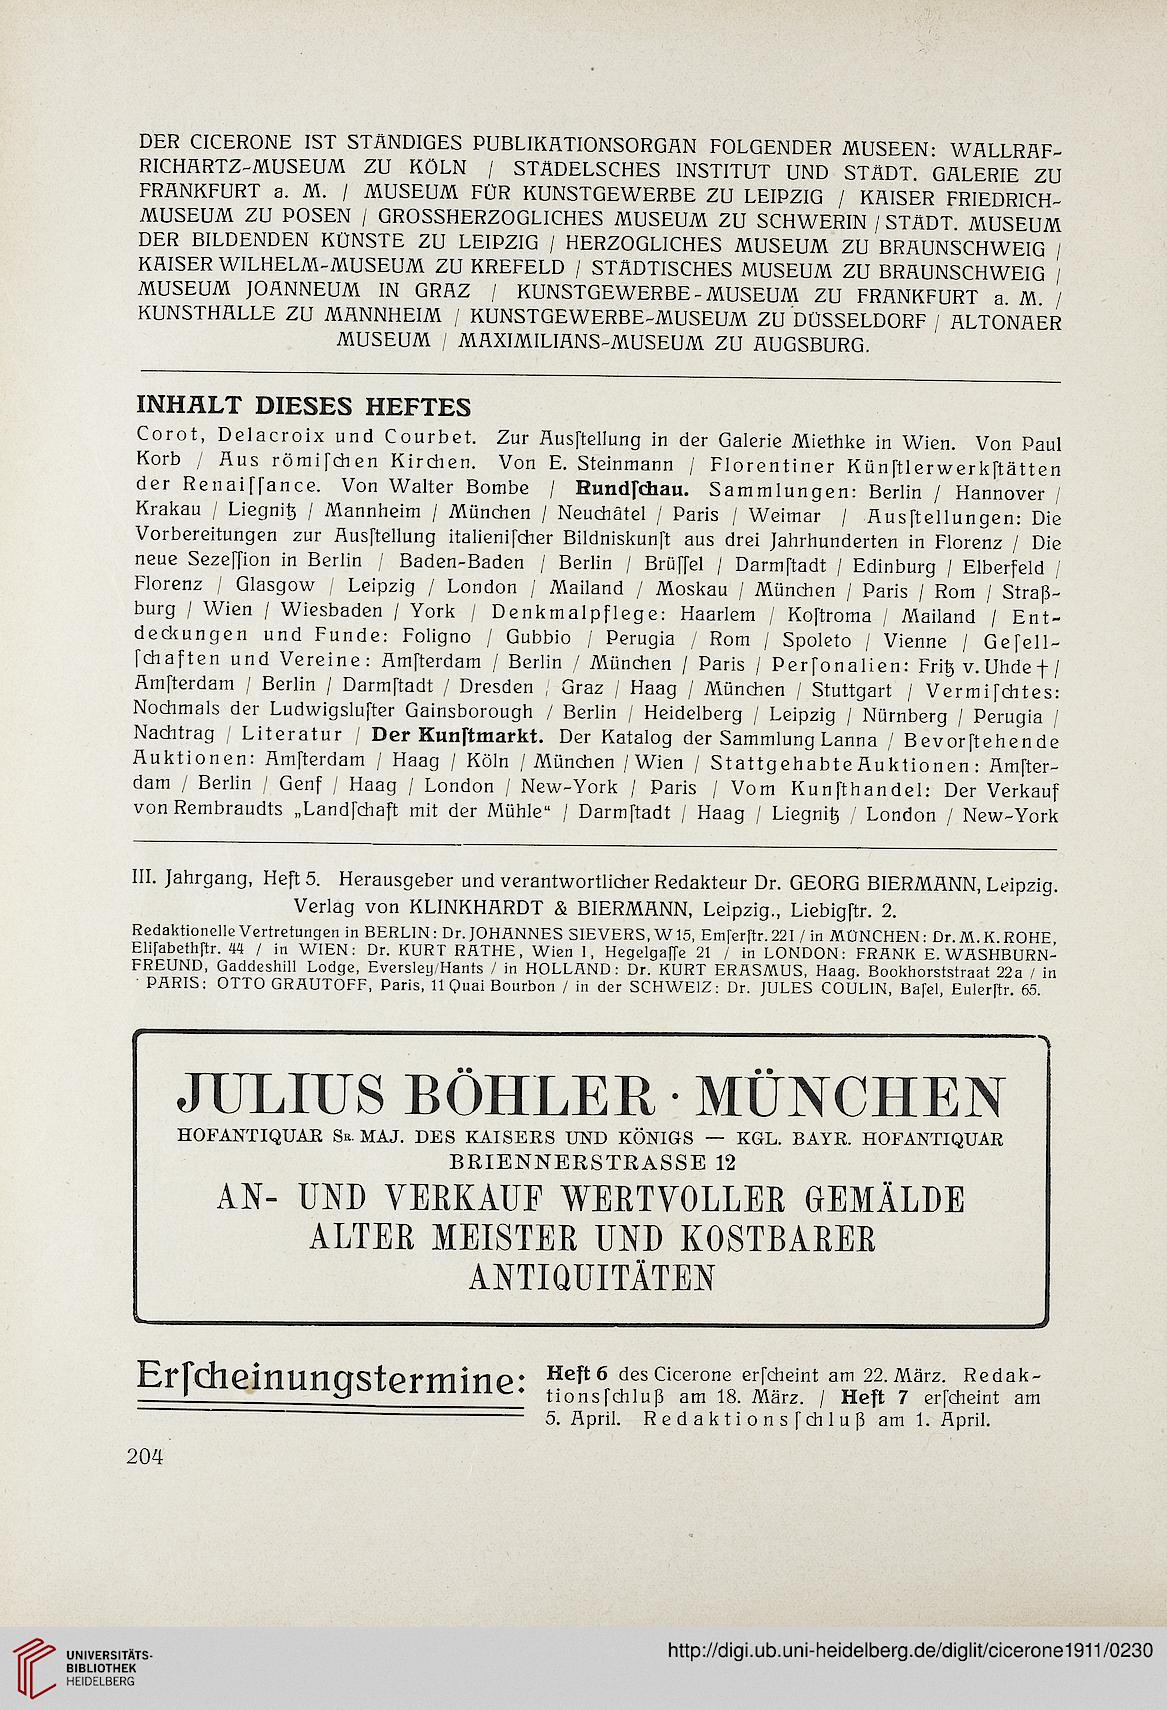 DER CICERONE IST STÄNDIGES PUBLIKATIONSORGAN FOLGENDER MUSEEN: WALLRAF-
RICHARTZ-MUSEUM ZU KÖLN / STÄDELSCHES INSTITUT UND STÄDT. GALERIE ZU
FRANKFURT a. M. / MUSEUM FÜR KUNSTGEWERBE ZU LEIPZIG / KAISER FRIEDRICH-
MUSEUM ZU POSEN / GROSSHERZOGLICHES MUSEUM ZU SCHWERIN / STÄDT. MUSEUM
DER BILDENDEN KÜNSTE ZU LEIPZIG / HERZOGLICHES MUSEUM ZU BRAUNSCHWEIG /
KAISER WILHELM-MUSEUM ZU KREFELD / STÄDTISCHES MUSEUM ZU BRAUNSCHWEIG /
MUSEUM JOANNEUM IN GRAZ / KUNSTGEWERBE-MUSEUM ZU FRANKFURT a. M. /
KUNSTHALLE ZU MANNHEIM / KUNSTGEWERBE-MUSEUM ZU DÜSSELDORF / ALTONAER
MUSEUM / MAXIMILIANS-MUSEUM ZU AUGSBURG.
INHALT DIESES HEFTES
Corot, Delacroix und Courbet. Zur Ausſtellung in der Galerie Miethke in Wien. Von Paul
Korb / Aus römiſchen Kirchen. Von E. Steinmann / Florentiner Künſtlerwerkſtätten
der Renaiſſance. Von Walter Bombe / Rundſchau. Sammlungen: Berlin / Hannover /
Krakau / Liegnitz / Mannheim / München / Neuchâtel / Paris / Weimar / Ausſtellungen: Die
Vorbereitungen zur Ausſtellung italieniſcher Bildniskunſt aus drei Jahrhunderten in Florenz / Die
neue Sezeſſion in Berlin / Baden-Baden / Berlin / Brüſſel / Darmſtadt / Edinburg / Elberfeld /
Florenz / Glasgow / Leipzig / London / Mailand / Moskau / München / Paris / Rom / Straß-
burg / Wien / Wiesbaden / York / Denkmalpflege: Haarlem / Koſtroma / Mailand / Ent-
deckungen und Funde: Foligno / Gubbio / Perugia / Rom / Spoleto / Vienne / Geſell-
ſchaften und Vereine: Amſterdam / Berlin / München / Paris / Perſonalien: Fritz v. Uhde † /
Amſterdam / Berlin / Darmſtadt / Dresden / Graz / Haag / München / Stuttgart / Vermiſchtes:
Nochmals der Ludwigsluſter Gainsborough / Berlin / Heidelberg / Leipzig / Nürnberg / Perugia /
Nachtrag / Literatur / Der Kunſtmarkt. Der Katalog der Sammlung Lanna / Bevorſtehende
Auktionen: Amſterdam / Haag / Köln / München / Wien / Stattgehabte Auktionen: Amſter-
dam / Berlin / Genf / Haag / London / New-York / Paris / Vom Kunſthandel: Der Verkauf
von Rembraudts „Landſchaft mit der Mühle“ / Darmſtadt / Haag / Liegnitz / London / New-York
III. Jahrgang, Heft 5. Herausgeber und verantwortlicher Redakteur Dr. GEORG BIERMANN, Leipzig.
Verlag von KLINKHARDT & BIERMANN, Leipzig., Liebigſtr. 2.
Redaktionelle Vertretungen in BERLIN: Dr. JOHANNES SIEVERS, W 15, Emſerſtr. 22 I / in MÜNCHEN: Dr. M. K. ROHE,
Eliſabethſtr. 44 / in WIEN: Dr. KURT RATHE, Wien I, Hegelgaſſe 21 / in LONDON: FRANK E. WASHBURN-
FREUND, Gaddeshill Lodge, Eversley/Hants / in HOLLAND: Dr. KURT ERASMUS, Haag. Bookhorststraat 22a / in
PARIS: OTTO GRAUTOFF, Paris, 11 Quai Bourbon / in der SCHWEIZ: Dr. JULES COULIN, Baſel, Eulerſtr. 65.
JULIUS BÖHLER · MÜNCHEN
HOFANTIQUAR SR. MAJ. DES KAISERS UND KÖNIGS — KGL. BAYR. HOFANTIQUAR
BRIENNERSTRASSE 12
AN- UND VERKAUF WERTVOLLER GEMÄLDE
ALTER MEISTER UND KOSTBARER
ANTIQUITÄTEN
Erſcheinungstermine: Heft 6 des Cicerone erſcheint am 22. März. Redak-
tionsſchluß am 18. März. / Heft 7 erſcheint am
5. April. Redaktionsſchluß am 1. April.
204
UNIVERSITÄTS-
BIBLIOTHEK
HEIDELBERG
http://digi.ub.uni-heidelberg.de/diglit/cicerone1911/0230